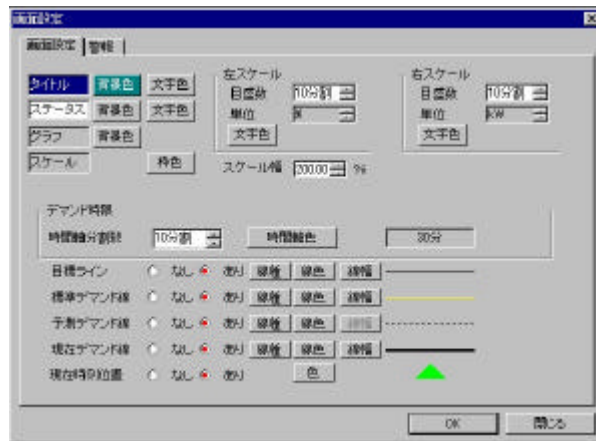 画面設定
画面設定 警報
タイトル 背景色 文字色
ステータス 背景色 文字色
グラフ 背景色
スケール 枠色
左スケール
目盛数 10分割
単位
文字色
右スケール
目盛数 10分割
単位 kW
文字色
スケール幅 200.00 %
デマンド時限
時間軸分割数 10分割 時間軸色 30分
目標ライン なし あり 線種 線色 線幅
標準デマンド線 なし あり 線種 線色 線幅
予測デマンド線 なし あり 線種 線色 線幅
現在デマンド線 なし あり 線種 線色 線幅
現在時刻位置 なし あり 色
OK 閉じる